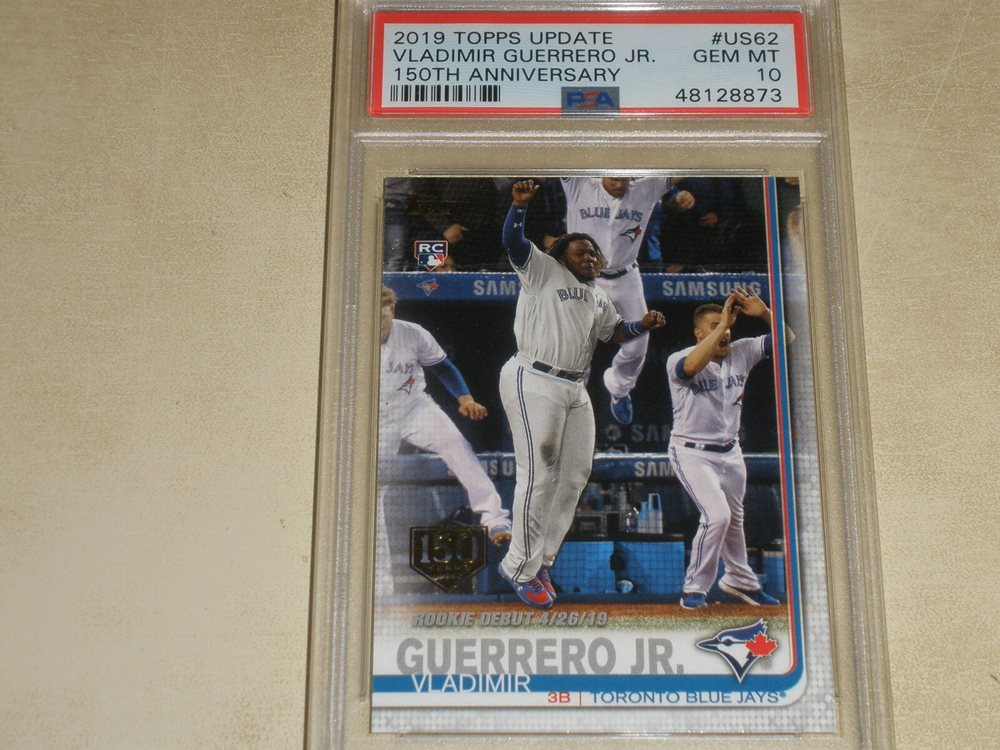 2019 TOPPS UPDATE #US62
VLADIMIR GUERRERO JR. GEM MT
150TH ANNIVERSARY 10
PSA 48128873
RC
BLUE JAYS
SAMSUNG
BLUE
JAYS
BLUE JAYS
150
YEARS
ROOKIE DEBUT 4/26/19
GUERRERO JR.
VLADIMIR
3B | TORONTO BLUE JAYS®